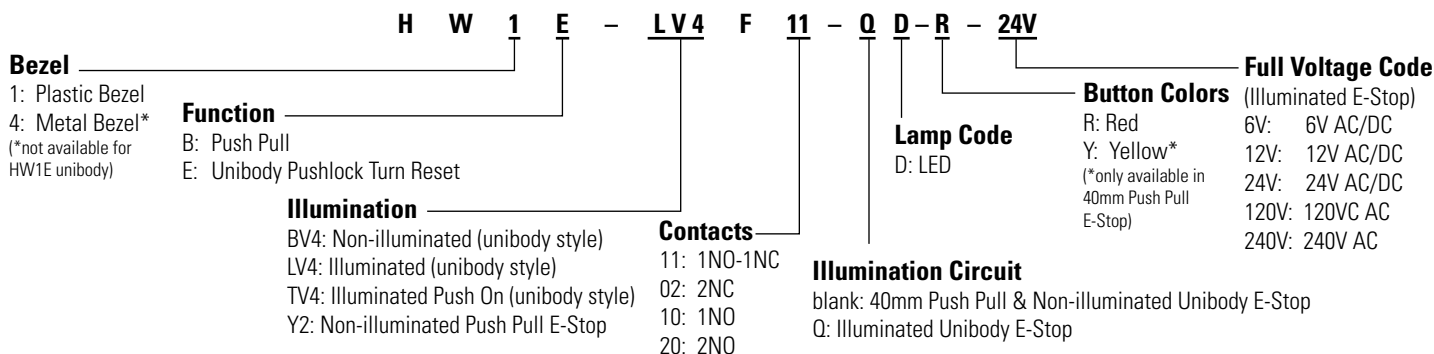 H W 1 E – LV4 F 11 – Q D – R – 24V
Bezel
1: Plastic Bezel
4: Metal Bezel*
(*not available for
HW1E unibody)
Function
B: Push Pull
E: Unibody Pushlock Turn Reset
Illumination
BV4: Non-illuminated (unibody style)
LV4: Illuminated (unibody style)
TV4: Illuminated Push On (unibody style)
Y2: Non-illuminated Push Pull E-Stop
Contacts
11: 1NO-1NC
02: 2NC
10: 1NO
20: 2NO
Illumination Circuit
blank: 40mm Push Pull & Non-illuminated Unibody E-Stop
Q: Illuminated Unibody E-Stop
Lamp Code
D: LED
Button Colors
R: Red
Y: Yellow*
(*only available in
40mm Push Pull
E-Stop)
Full Voltage Code
(Illuminated E-Stop)
6V: 6V AC/DC
12V: 12V AC/DC
24V: 24V AC/DC
120V: 120VC AC
240V: 240V AC